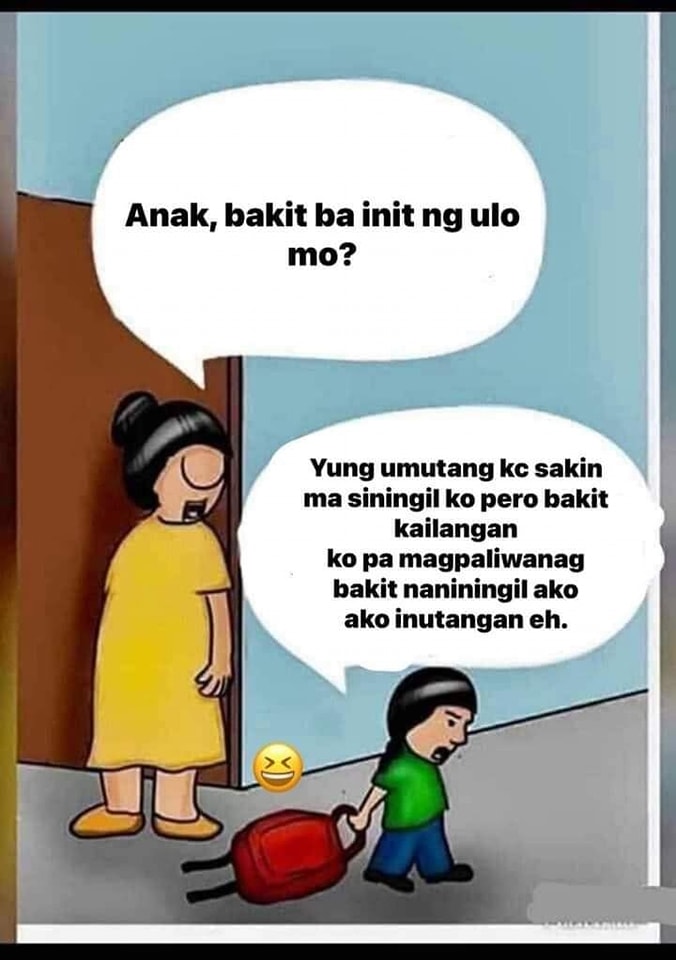 Anak, bakit ba init ng ulo
mo?
Yung umutang kc sakin
ma siningil ko pero bakit
kailangan
ko pa magpaliwanag
bakit naniningil ako
ako inutangan eh.